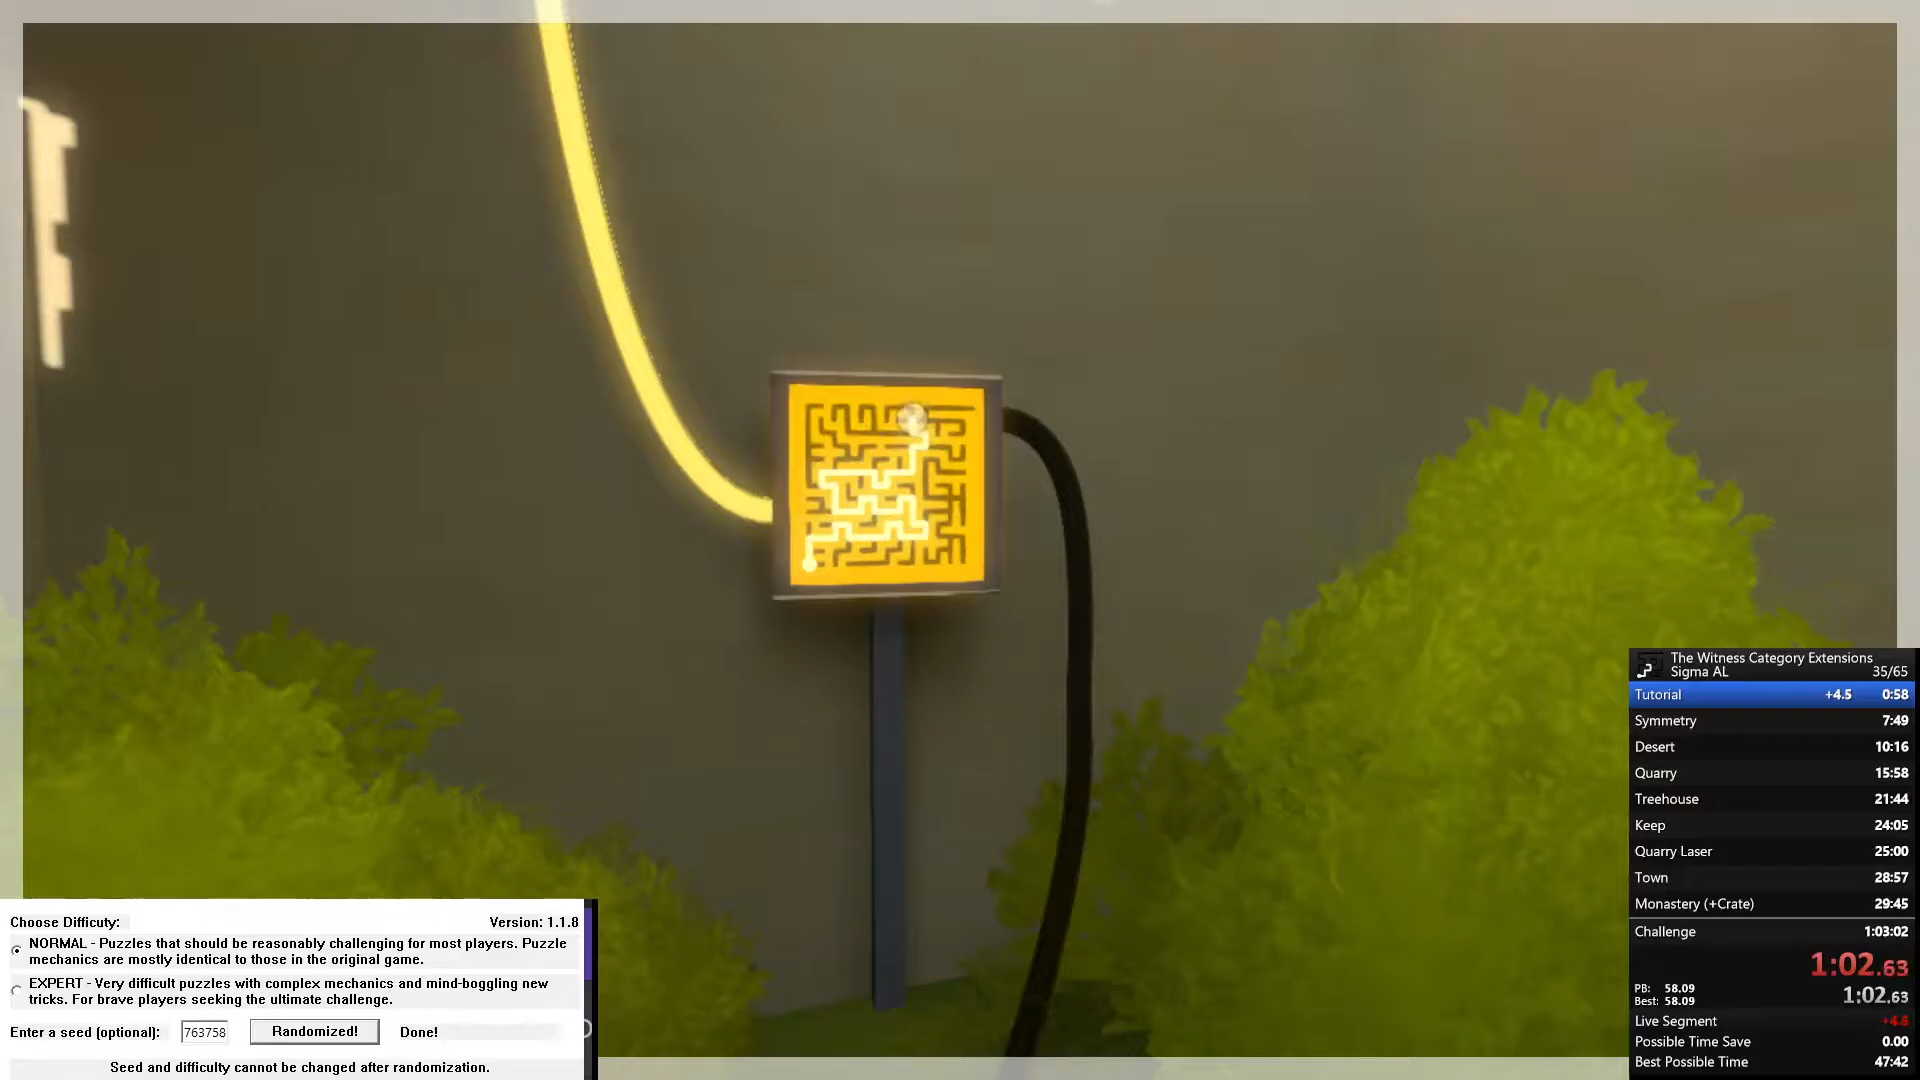 Choose Difficuty:
Version: 1.1.8
NORMAL - Puzzles that should be reasonably challenging for most players. Puzzle
mechanics are mostly identical to those in the original game.
EXPERT - Very difficult puzzles with complex mechanics and mind-boggling new
tricks. For brave players seeking the ultimate challenge.
Enter a seed (optional): 763758 Randomized! Done!
Seed and difficulty cannot be changed after randomization.
The Witness Category Extensions
Sigma AL 35/65
Tutorial +4.5 0:58
Symmetry 7:49
Desert 10:16
Quarry 15:58
Treehouse 21:44
Keep 24:05
Quarry Laser 25:00
Town 28:57
Monastery (+Crate) 29:45
Challenge 1:03:02
1:02.63
PB: 58.09
Best: 58.09
1:02.63
Live Segment +4.5
Possible Time Save 0.00
Best Possible Time 47:42